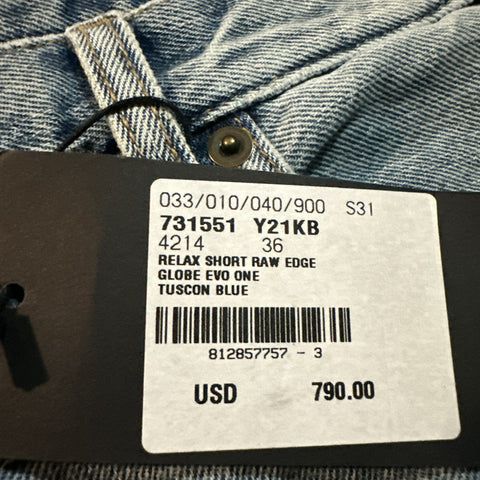 033/010/040/900 S31
731551 Y21KB
4214 36
RELAX SHORT RAW EDGE
GLOBE EVO ONE
TUSCON BLUE
812857757 - 3
USD 790.00